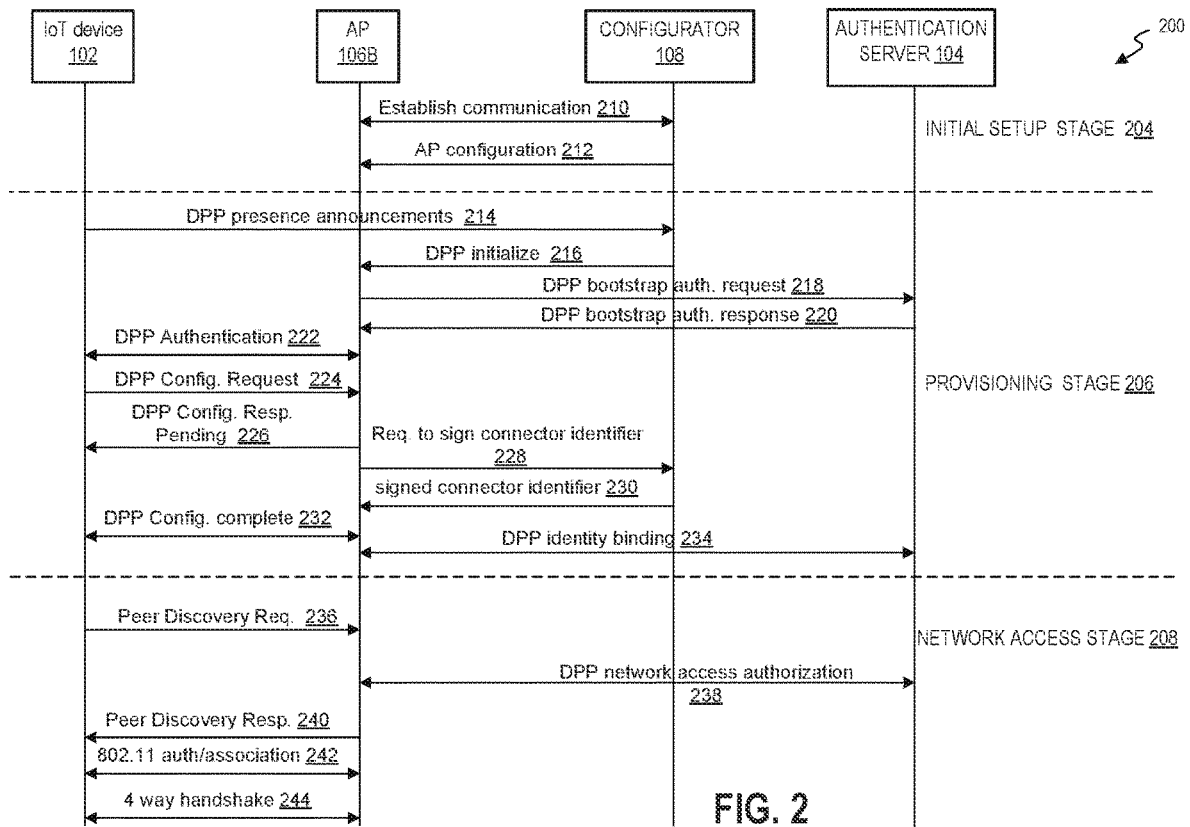 IoT device
102
AP
106B
CONFIGURATOR
108
AUTHENTICATION
SERVER 104
200
Establish communication 210
INITIAL SETUP STAGE 204
AP configuration 212
DPP presence announcements 214
DPP initialize 216
DPP bootstrap auth. request 218
DPP bootstrap auth. response 220
DPP Authentication 222
DPP Config. Request 224
PROVISIONING STAGE 206
DPP Config. Resp.
Pending 226
Req. to sign connector identifier
228
signed connector identifier 230
DPP Config. complete 232
DPP identity binding 234
Peer Discovery Req. 236
NETWORK ACCESS STAGE 208
DPP network access authorization
238
Peer Discovery Resp. 240
802.11 auth/association 242
4 way handshake 244
FIG. 2